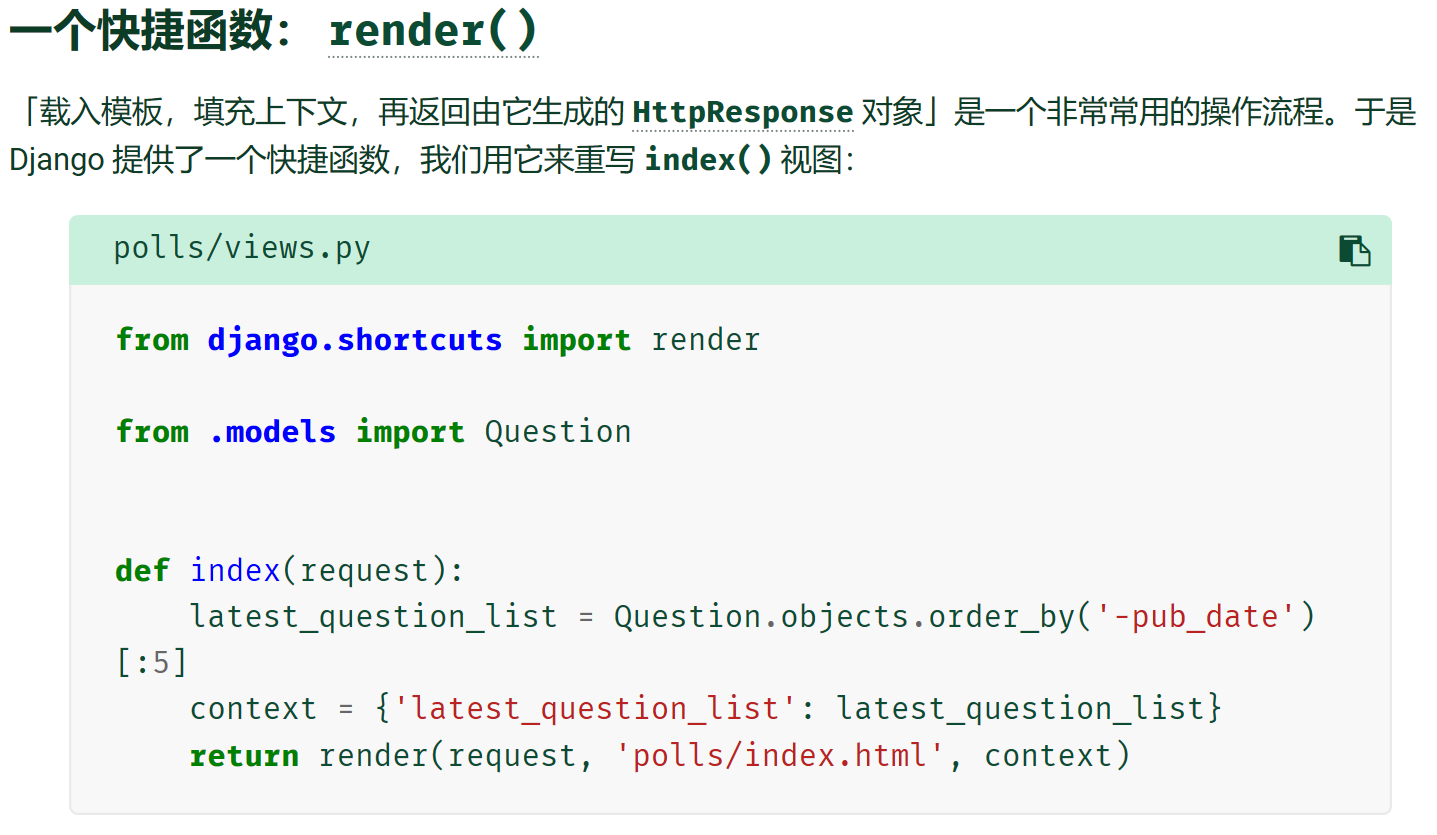 一个快捷函数： render()
「载入模板，填充上下文，再返回由它生成的 HttpResponse 对象」是一个非常常用的操作流程。于是
Django 提供了一个快捷函数，我们用它来重写 index() 视图：
polls/views.py
from django.shortcuts import render
from .models import Question
def index(request):
    latest_question_list = Question.objects.order_by('-pub_date')
[:5]
    context = {'latest_question_list': latest_question_list}
    return render(request, 'polls/index.html', context)